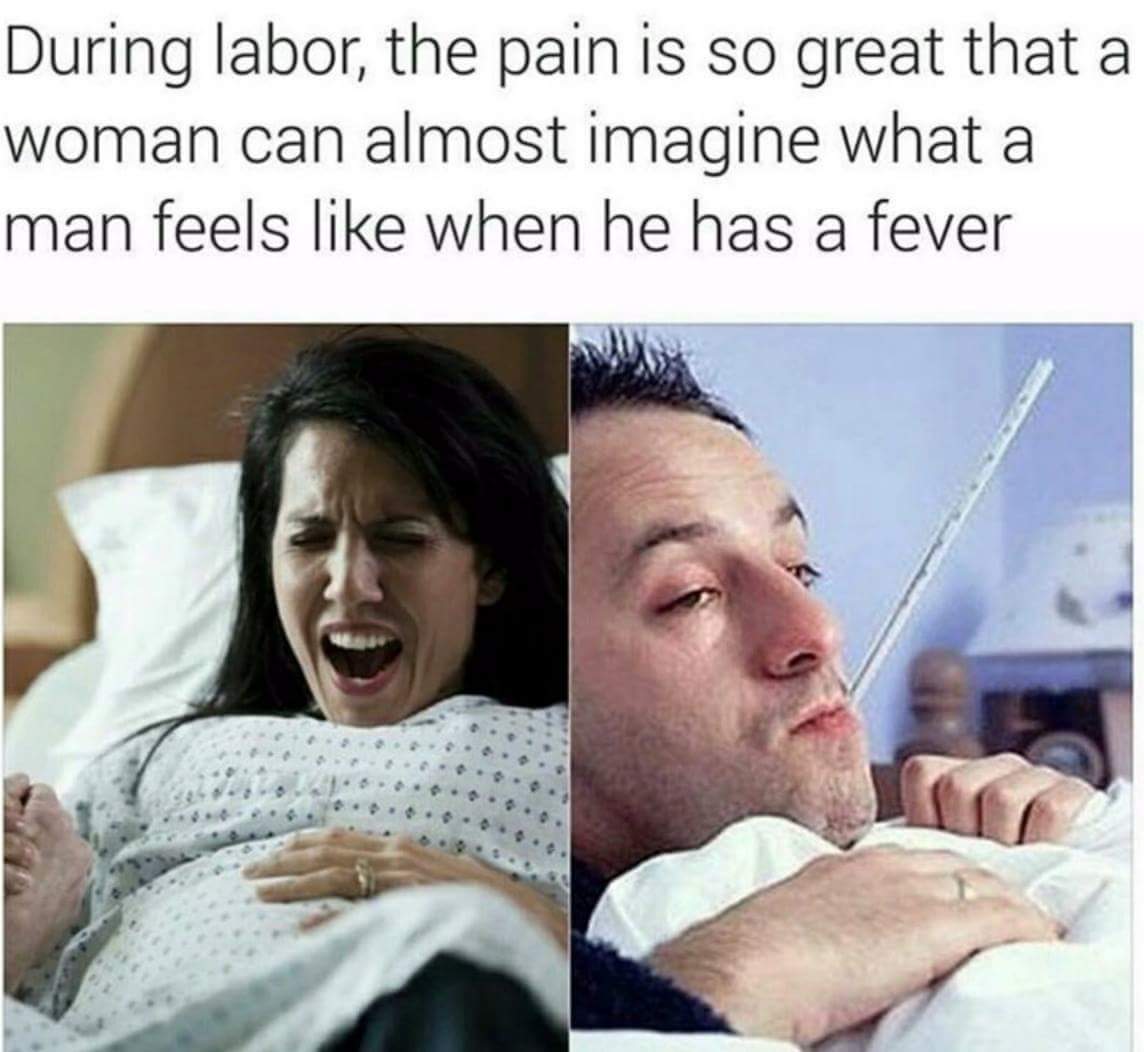 During labor, the pain is so great that a
woman can almost imagine what a
man feels like when he has a fever